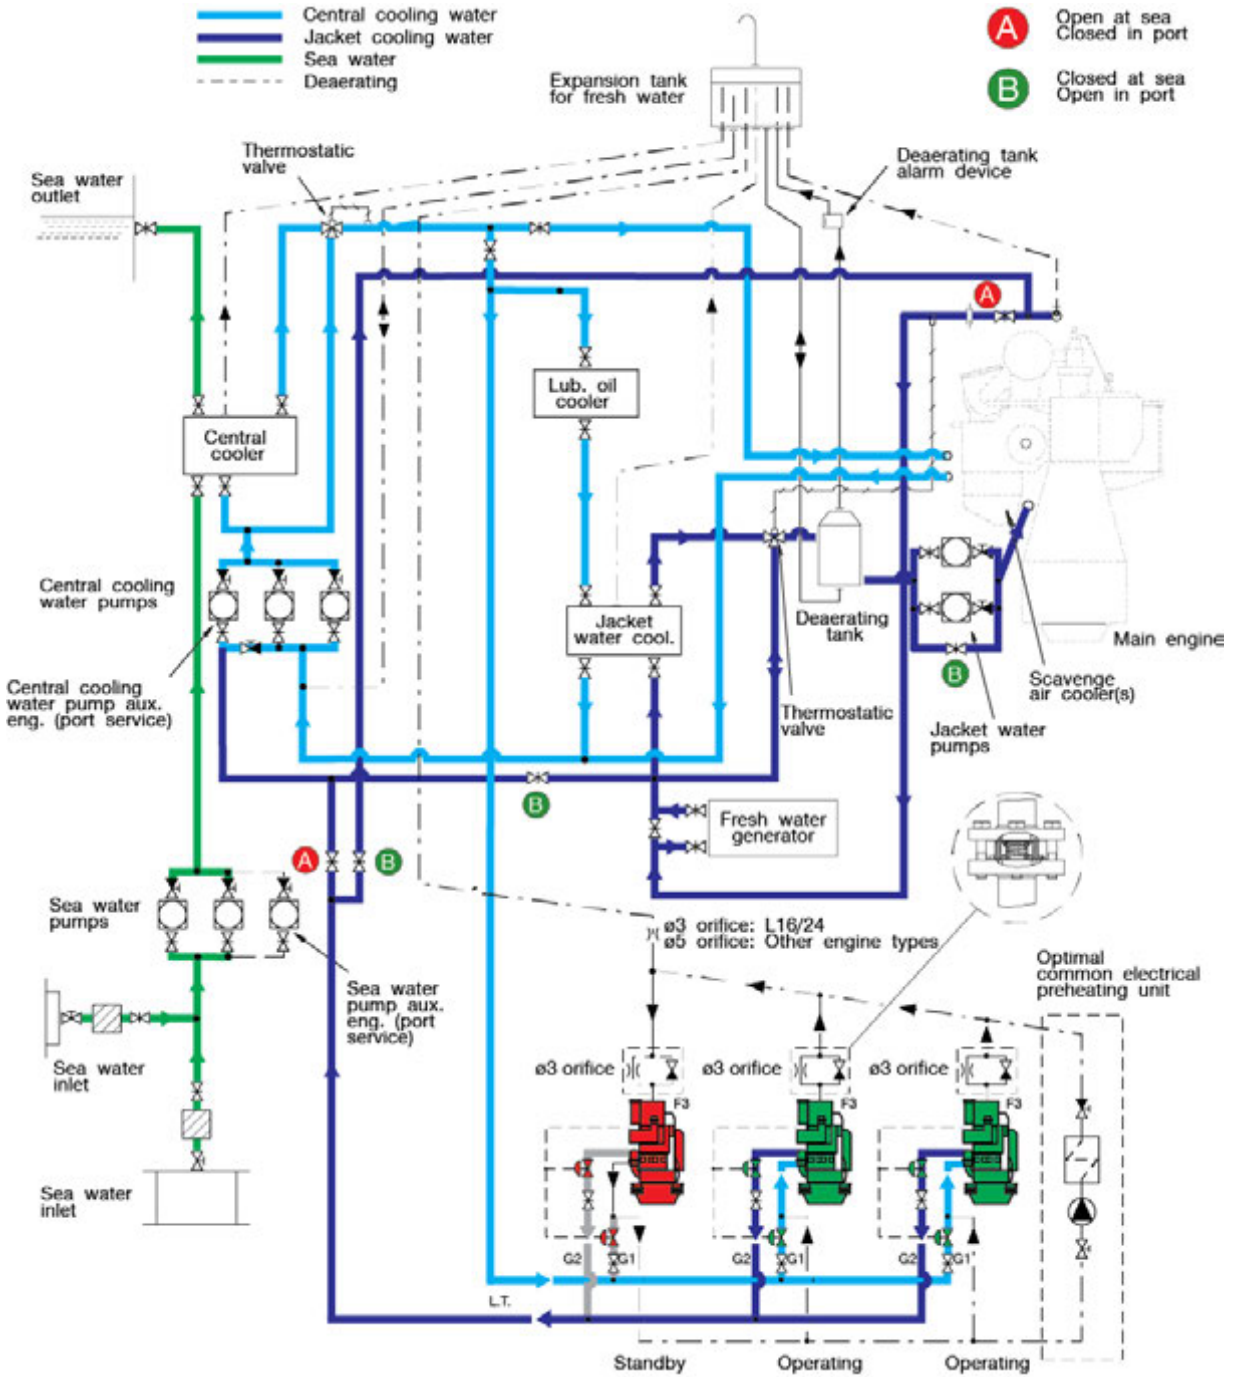 Central cooling water
Jacket cooling water
Sea water
Deaerating
A
Open at sea
Closed in port
B
Closed at sea
Open in port
Expansion tank
for fresh water
Thermostatic
valve
Deaerating tank
alarm device
Sea water
outlet
A
Central
cooler
Lub. oil
cooler
Central cooling
water pumps
Jacket
water cool.
Deaerating
tank
Main engine
Central cooling
water pump aux.
eng. (port service)
B
Scavenge
air cooler(s)
Thermostatic
valve
Jacket water
pumps
B
Fresh water
generator
A
B
Sea water
pumps
ø3 orifice: L16/24
ø5 orifice: Other engine types
Optimal
common electrical
preheating unit
Sea water
pump aux.
eng. (port
service)
Sea water
inlet
ø3 orifice
ø3 orifice
ø3 orifice
F3
F3
F3
Sea water
inlet
G2
G1
G2
G1
G2
G1
L.T.
Standby
Operating
Operating